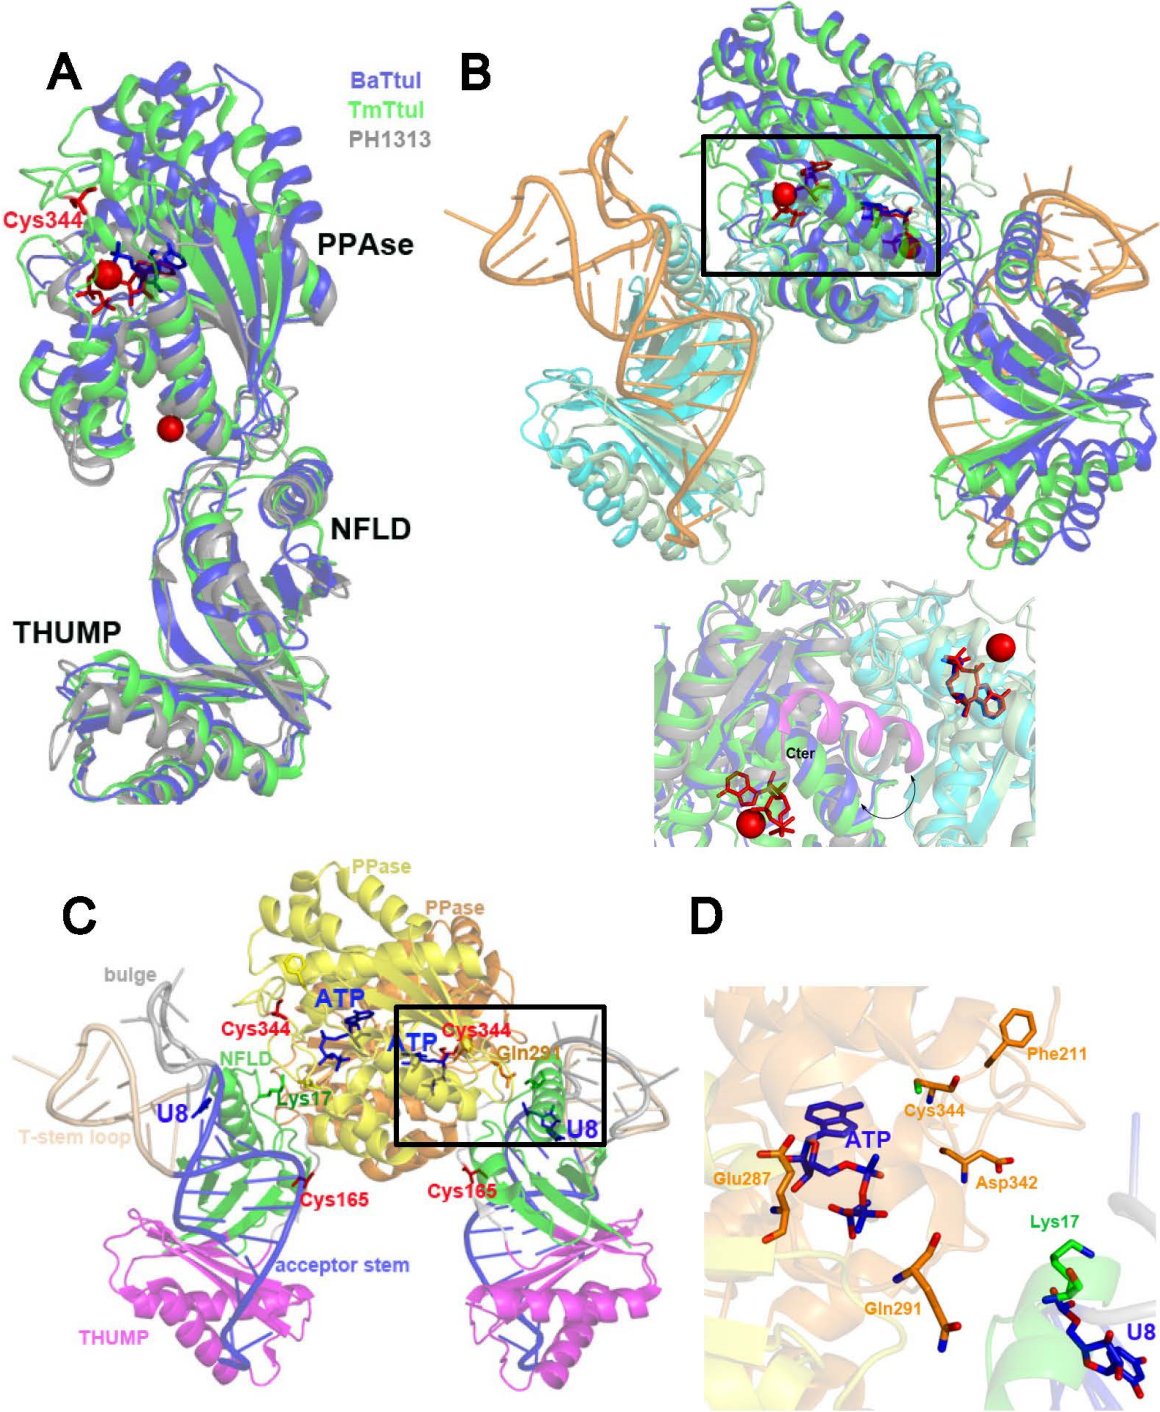 A
BaTtuI
TmTtuI
PH1313
Cys344
PPAse
NFLD
THUMP
B
Cter
C
PPase
PPase
bulge
ATP
Cys344
ATP
Cys344
NFLD
Gln291
Lys17
U8
U8
T-stem loop
Cys165
Cys165
acceptor stem
THUMP
D
Phe211
Cys344
ATP
Glu287
Asp342
Lys17
Gln291
U8